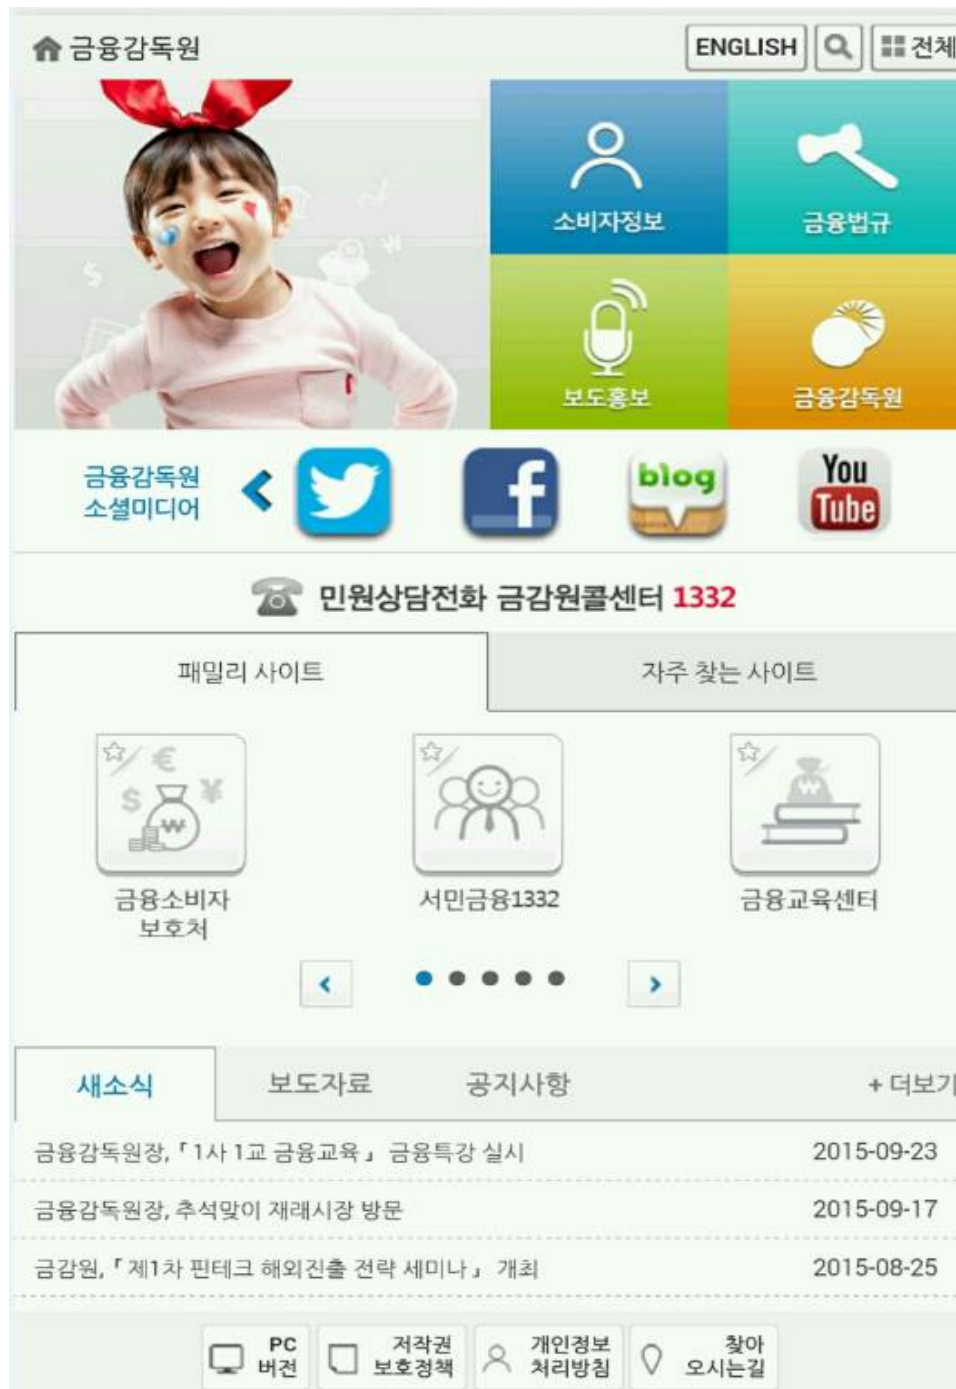 금융감독원
ENGLISH
전체
소비자정보
금융법규
보도홍보
금융감독원
금융감독원
소셜미디어
blog
You
Tube
민원상담전화 금감원콜센터 1332
패밀리 사이트
자주 찾는 사이트
금융소비자
보호처
서민금융1332
금융교육센터
새소식
보도자료
공지사항
+ 더보기
금융감독원장,「1사 1교 금융교육」 금융특강 실시 2015-09-23
금융감독원장, 추석맞이 재래시장 방문 2015-09-17
금감원,「제1차 핀테크 해외진출 전략 세미나」 개최 2015-08-25
PC
버전
저작권
보호정책
개인정보
처리방침
찾아
오시는길